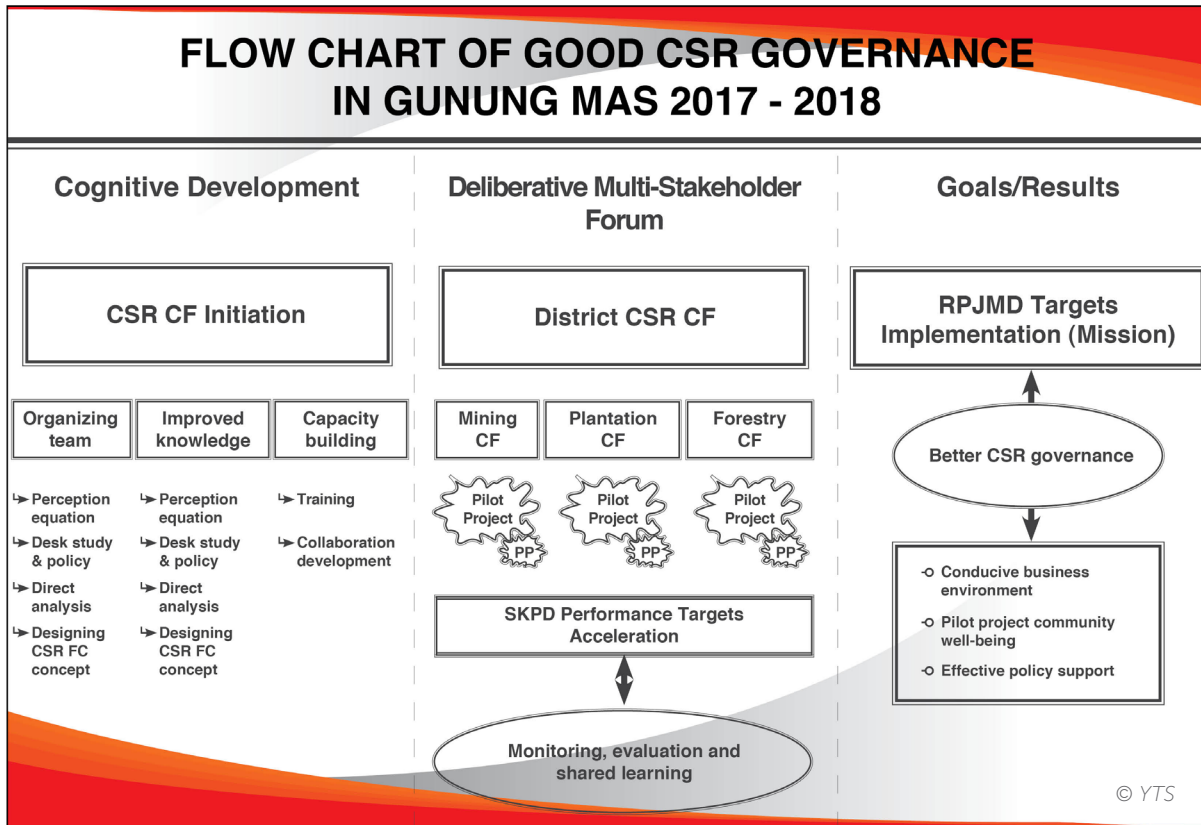 FLOW CHART OF GOOD CSR GOVERNANCE
IN GUNUNG MAS 2017 - 2018
Cognitive Development
CSR CF Initiation
Organizing
team
Perception
equation
Desk study
& policy
Direct
analysis
Designing
CSR FC
concept
Improved
knowledge
Perception
equation
Desk study
& policy
Direct
analysis
Designing
CSR FC
concept
Capacity
building
Training
Collaboration
development
Deliberative Multi-Stakeholder
Forum
District CSR CF
Mining
CF
Pilot
Project
PP
Plantation
CF
Pilot
Project
PP
Forestry
CF
Pilot
Project
PP
SKPD Performance Targets
Acceleration
Monitoring, evaluation and
shared learning
Goals/Results
RPJMD Targets
Implementation (Mission)
Better CSR governance
Conducive business
environment
Pilot project community
well-being
Effective policy support
© YTS